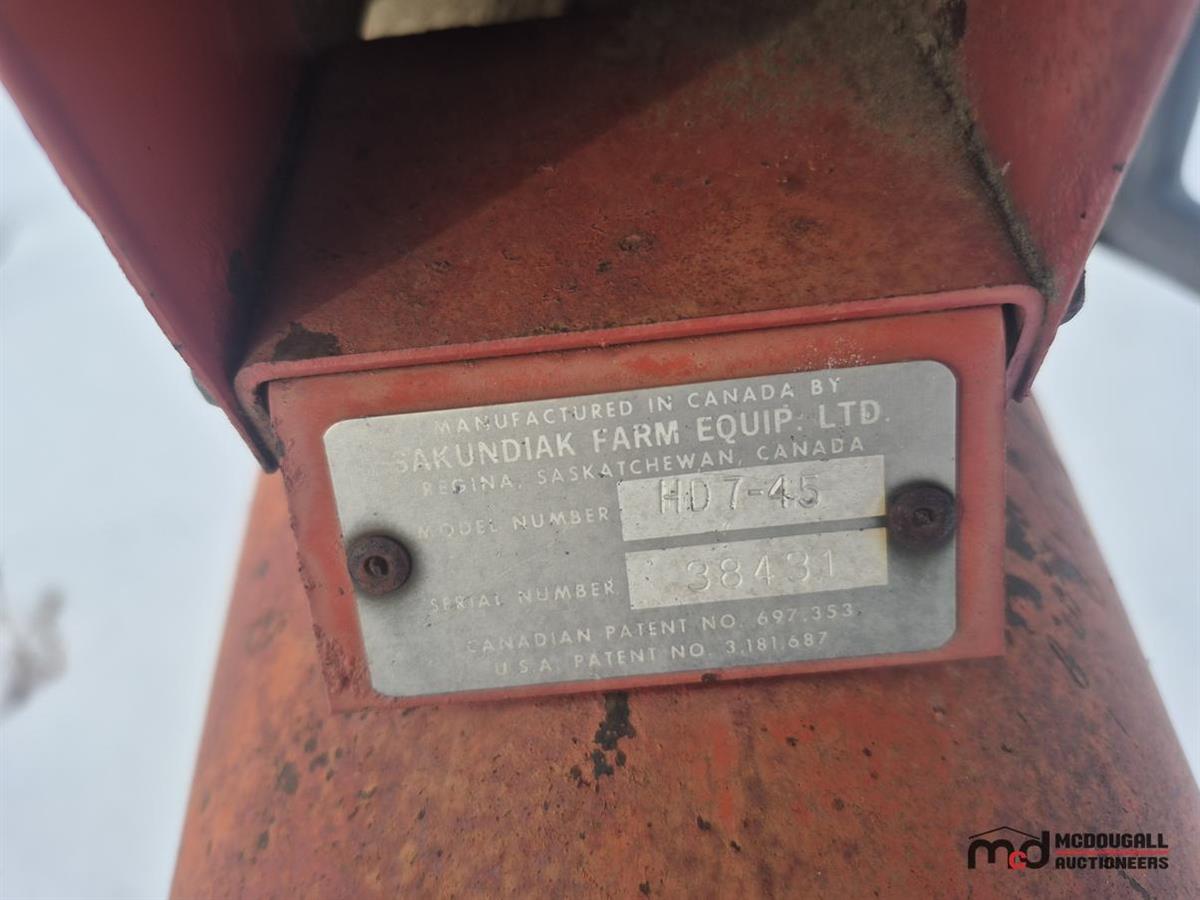 MANUFACTURED IN CANADA BY
SAKUNDIAK FARM EQUIP. LTD.
REGINA, SASKATCHEWAN, CANADA
MODEL NUMBER HD7-45
SERIAL NUMBER 38431
CANADIAN PATENT NO. 697,353
U.S.A. PATENT NO. 3,181,687
mcd MCDOUGALL
AUCTIONEERS